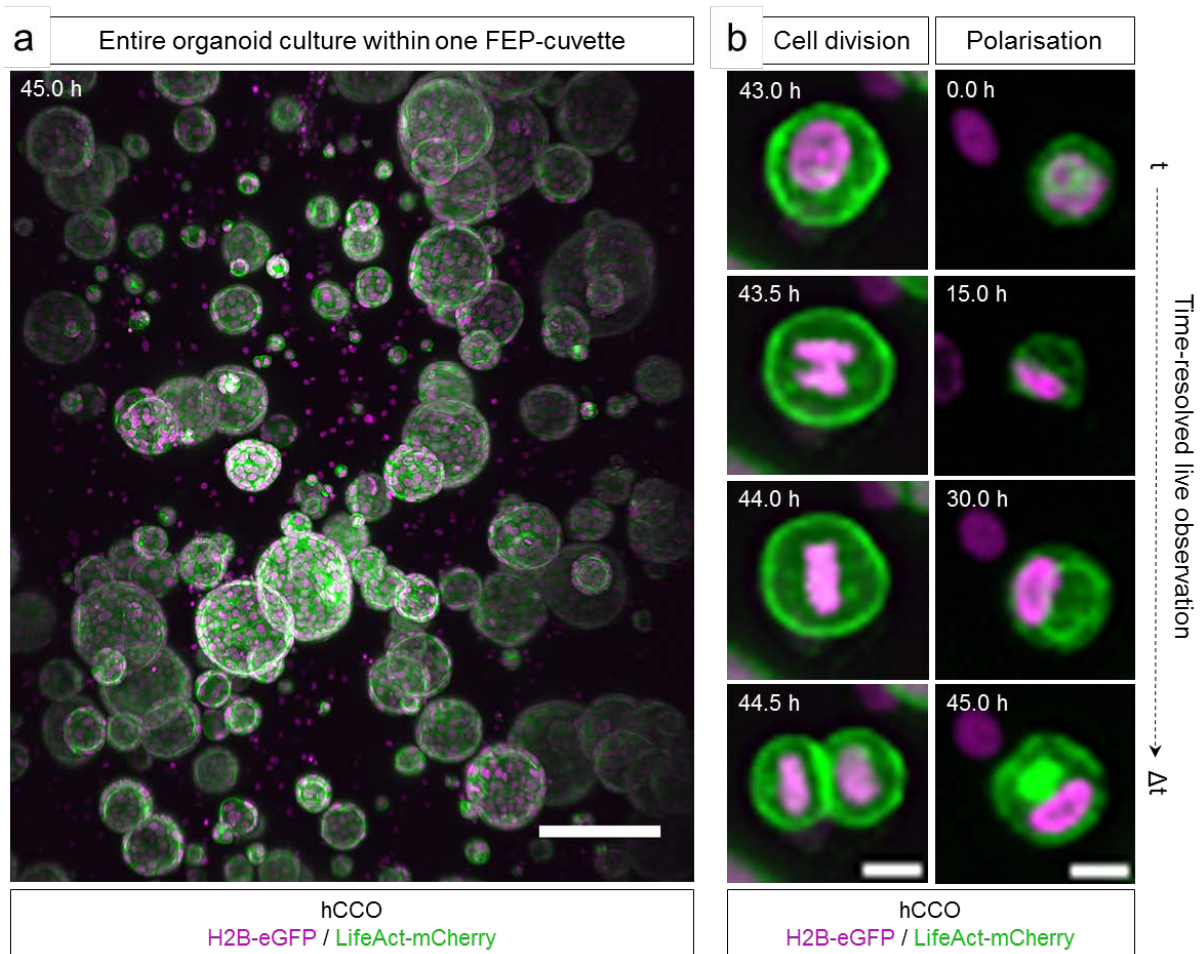 a
Entire organoid culture within one FEP-cuvette
45.0 h
hCCO
H2B-eGFP / LifeAct-mCherry
b
Cell division
Polarisation
43.0 h
0.0 h
43.5 h
15.0 h
44.0 h
30.0 h
44.5 h
45.0 h
t
Time-resolved live observation
Δt
hCCO
H2B-eGFP / LifeAct-mCherry